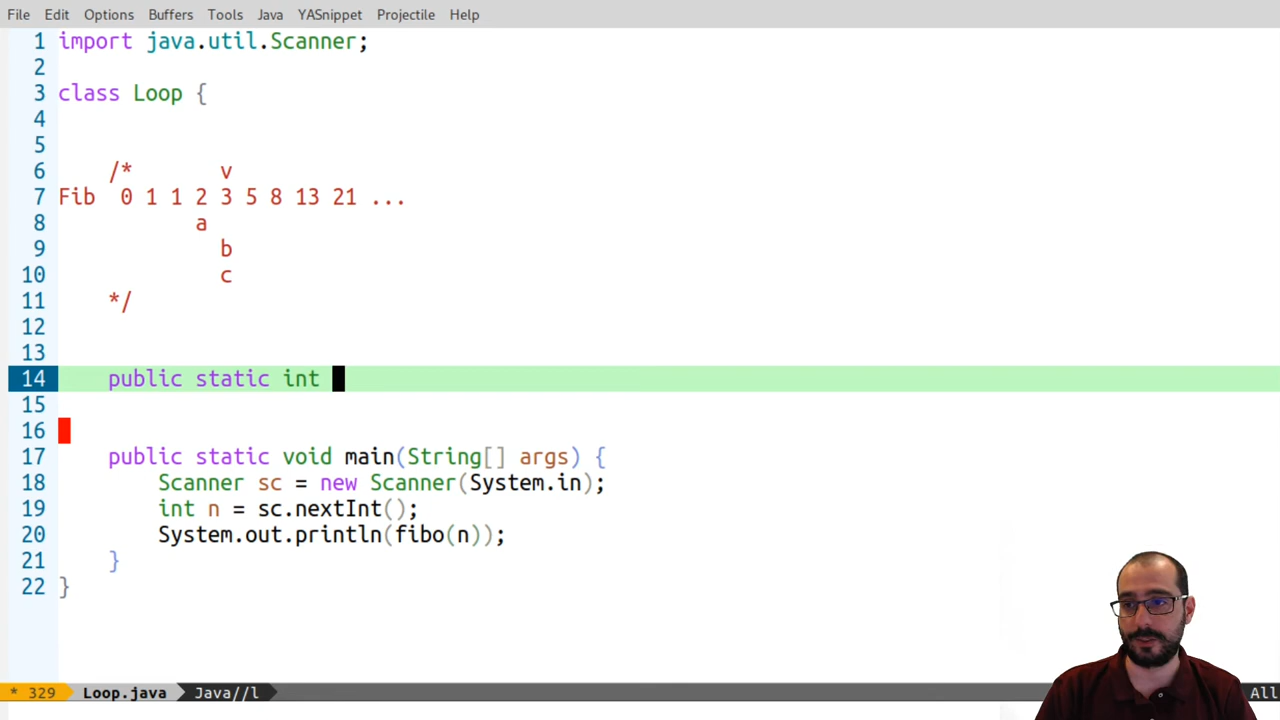 File Edit Options Buffers Tools Java YASnippet Projectile Help
1 import java.util.Scanner;
2
3 class Loop {
4
5
6 /* v
7 Fib 0 1 1 2 3 5 8 13 21 ...
8 a
9 b
10 c
11 */
12
13
14 public static int
15
16
17 public static void main(String[] args) {
18 Scanner sc = new Scanner(System.in);
19 int n = sc.nextInt();
20 System.out.println(fibo(n));
21 }
22 }
* 329 Loop.java Java//l All